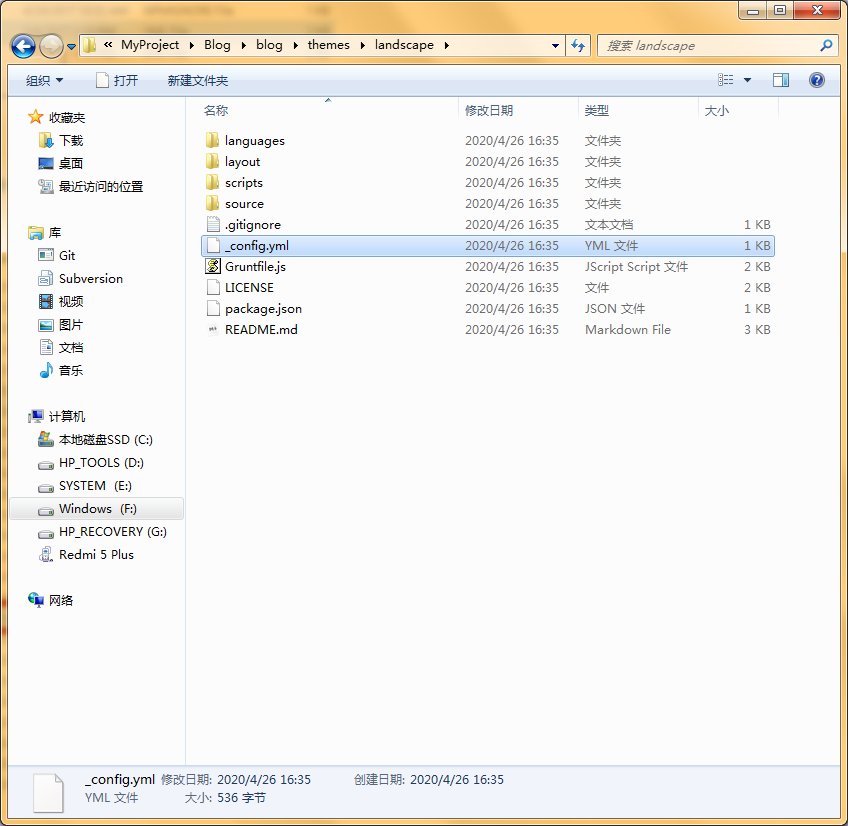 « MyProject Blog blog themes landscape
搜索 landscape
组织 打开 新建文件夹
名称 修改日期 类型 大小
收藏夹
下载
桌面
最近访问的位置
库
Git
Subversion
视频
图片
文档
音乐
计算机
本地磁盘SSD (C:)
HP_TOOLS (D:)
SYSTEM (E:)
Windows (F:)
HP_RECOVERY (G:)
Redmi 5 Plus
网络
languages 2020/4/26 16:35 文件夹
layout 2020/4/26 16:35 文件夹
scripts 2020/4/26 16:35 文件夹
source 2020/4/26 16:35 文件夹
.gitignore 2020/4/26 16:35 文本文档 1 KB
_config.yml 2020/4/26 16:35 YML 文件 1 KB
Gruntfile.js 2020/4/26 16:35 JScript Script 文件 2 KB
LICENSE 2020/4/26 16:35 文件 2 KB
package.json 2020/4/26 16:35 JSON 文件 1 KB
README.md 2020/4/26 16:35 Markdown File 3 KB
_config.yml 修改日期: 2020/4/26 16:35 创建日期: 2020/4/26 16:35
YML 文件 大小: 536 字节